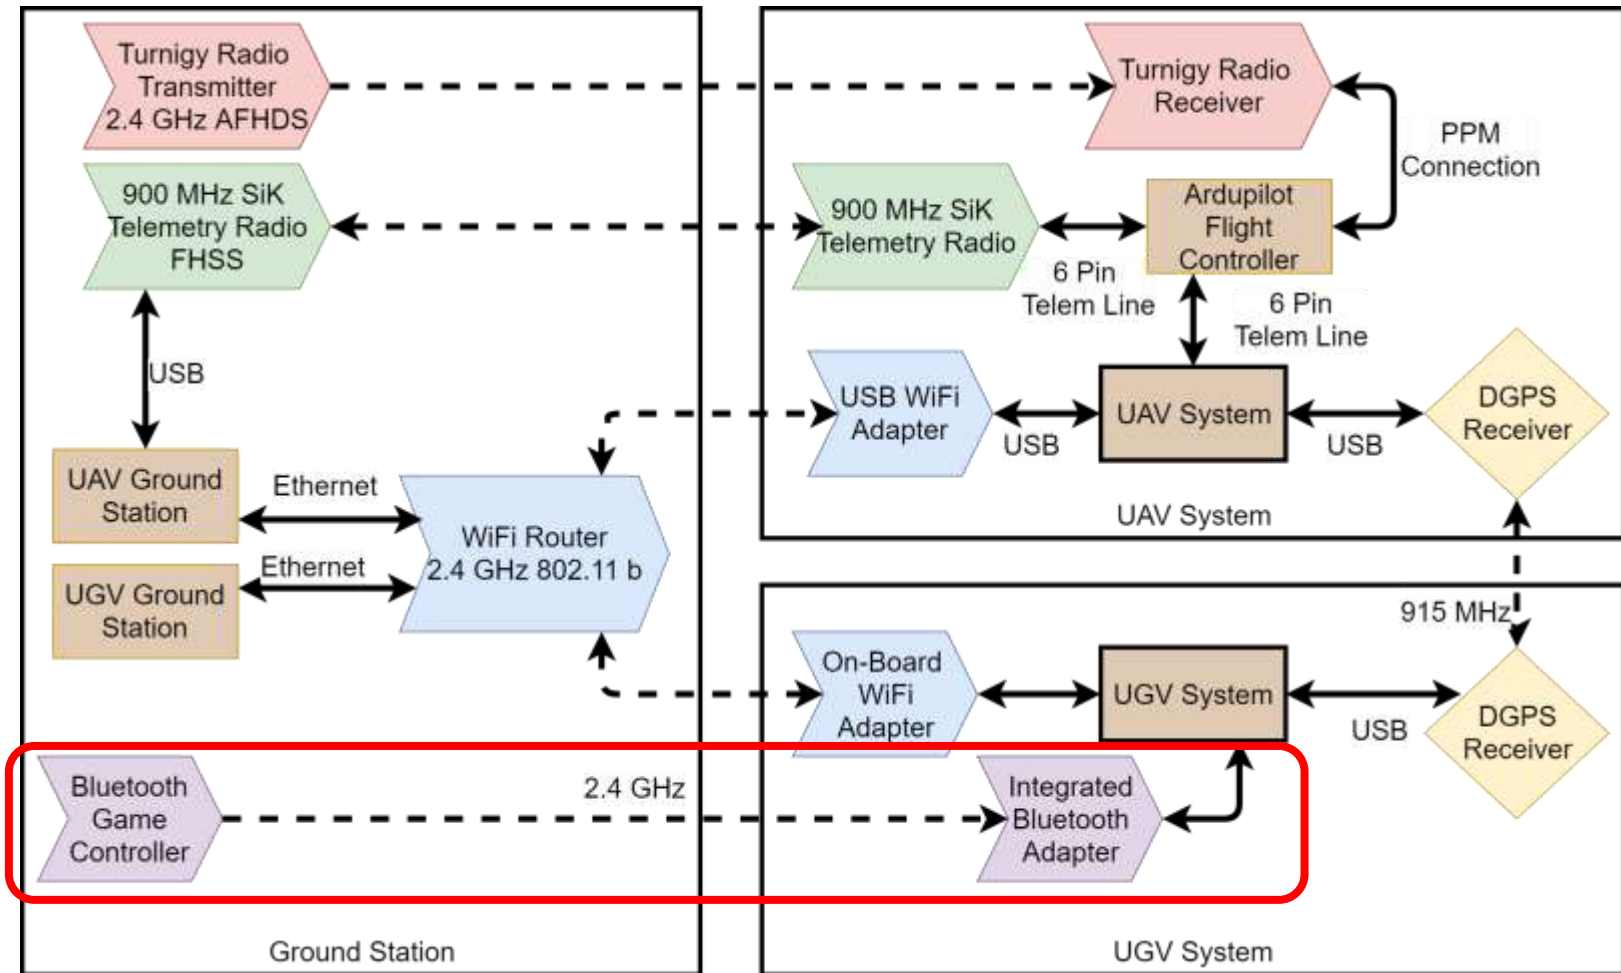 Turnigy Radio
Transmitter
2.4 GHz AFHDS
900 MHz SiK
Telemetry Radio
FHSS
USB
UAV Ground
Station
Ethernet
UGV Ground
Station
Ethernet
WiFi Router
2.4 GHz 802.11 b
Bluetooth
Game
Controller
2.4 GHz
Ground Station
Turnigy Radio
Receiver
PPM
Connection
900 MHz SiK
Telemetry Radio
Ardupilot
Flight
Controller
6 Pin
Telem Line
6 Pin
Telem Line
USB WiFi
Adapter
USB
UAV System
USB
DGPS
Receiver
UAV System
915 MHz
On-Board
WiFi
Adapter
UGV System
USB
DGPS
Receiver
Integrated
Bluetooth
Adapter
UGV System